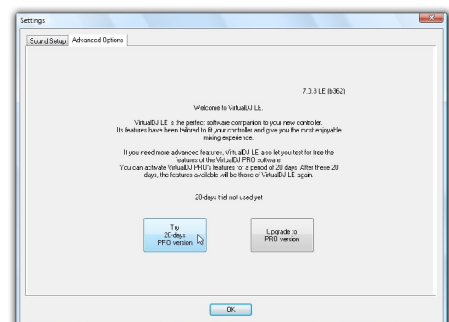 Settings
Sound Setup Advanced Options
7.0.3 LE (b362)
Welcome to VirtualDJ LE.
VirtualDJ LE is the perfect software companion to your new controller.
Its features have been tailored to fit your controller and give you the most enjoyable
mixing experience.
If you need more advanced features, VirtualDJ LE also let you test for free the
features of the VirtualDJ PRO software
You can activate VirtualDJ PRO's features for a period of 20 days. After these 20
days, the features available will be those of VirtualDJ LE again.
20-days trial not used yet
Try
20-days
PRO version
Upgrade to
PRO version
OK